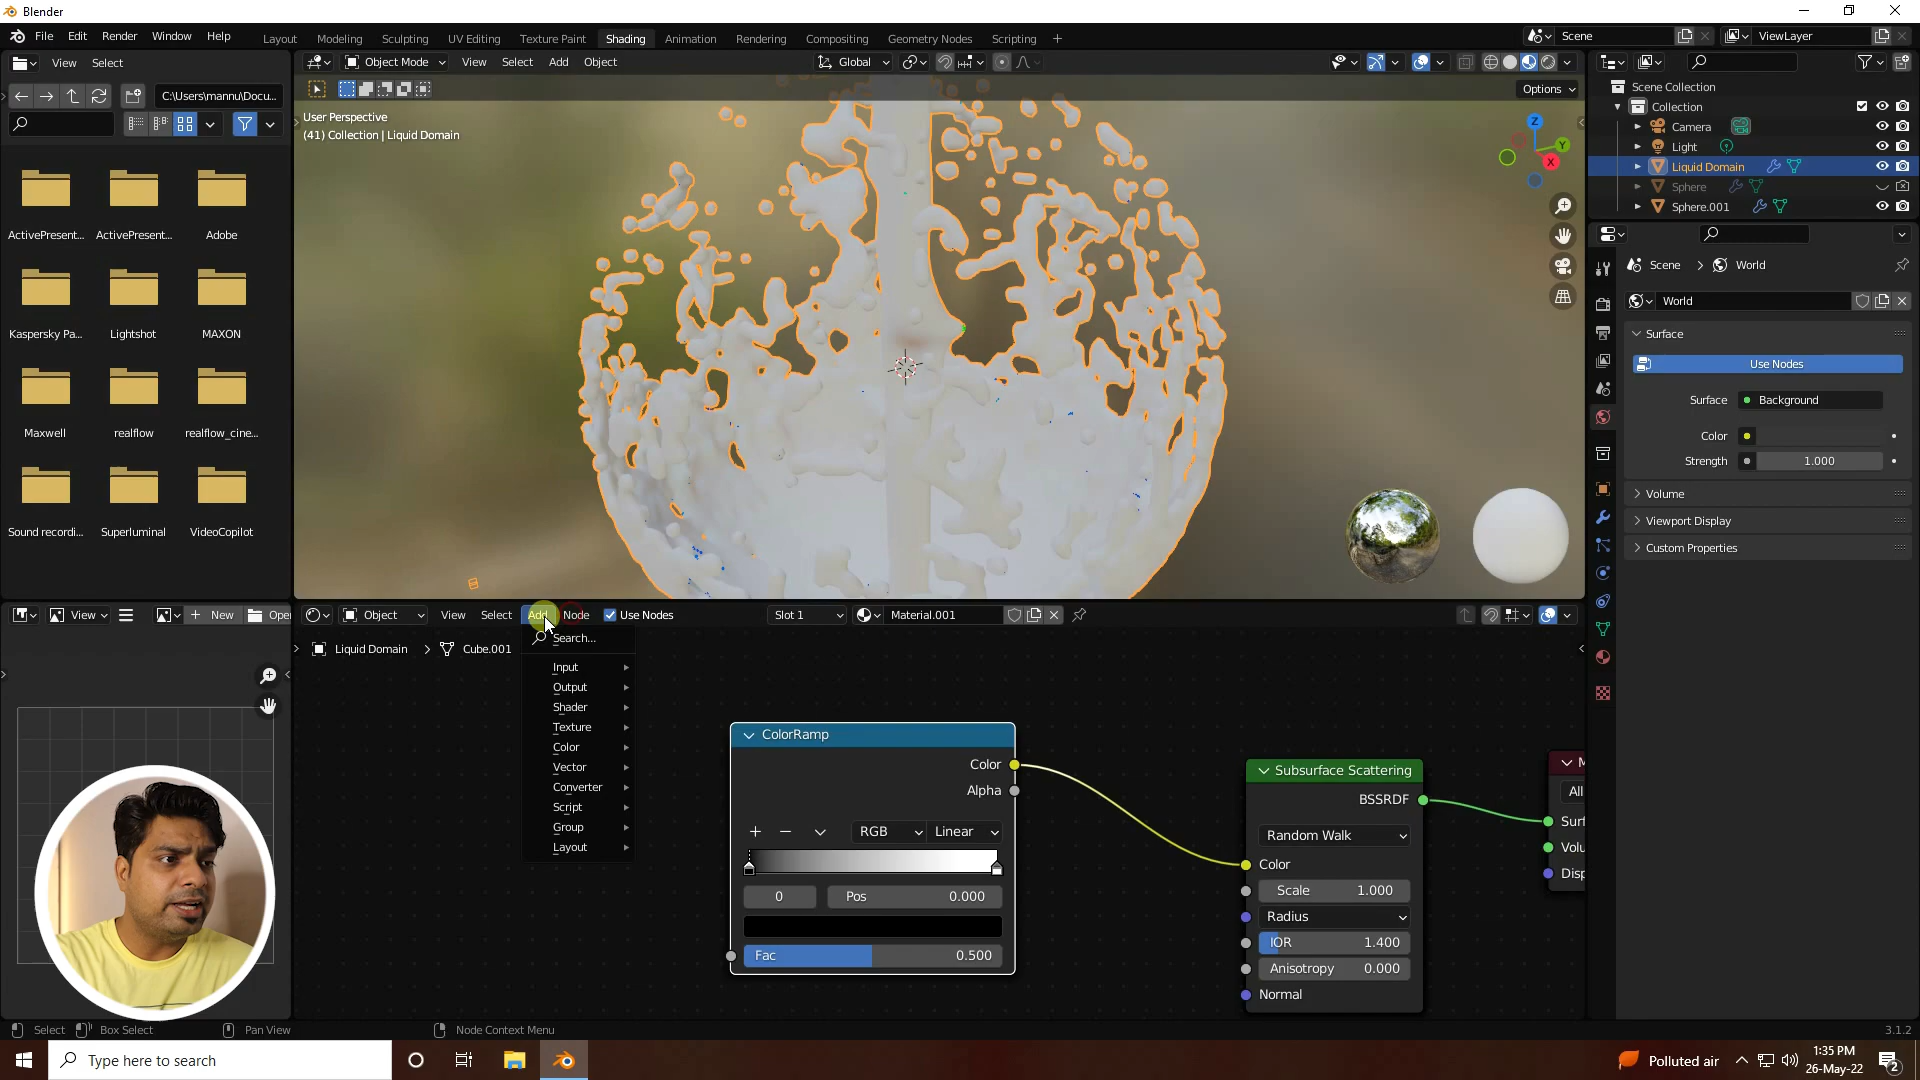 Blender
File Edit Render Window Help
Layout Modeling Sculpting UV Editing Texture Paint Shading Animation Rendering Compositing Geometry Nodes Scripting +
Scene
ViewLayer
View Select
Object Mode View Select Add Object
Global
Options
C:\Users\mannu\Docu...
User Perspective
(41) Collection | Liquid Domain
Z
Y
X
Scene Collection
Collection
Camera
Light
Liquid Domain
Sphere
Sphere.001
ActivePresent... ActivePresent... Adobe
Kaspersky Pa... Lightshot MAXON
Maxwell realflow realflow_cine...
Sound recordi... Superluminal VideoCopilot
Scene > World
World
Surface
Use Nodes
Surface Background
Color
Strength 1.000
Volume
Viewport Display
Custom Properties
View New Open
Object View Select Add Node Use Nodes Slot 1 Material.001
Liquid Domain > Cube.001
Search...
Input
Output
Shader
Texture
Color
Vector
Converter
Script
Group
Layout
ColorRamp
Color
Alpha
+ − RGB Linear
0 Pos 0.000
Fac 0.500
Subsurface Scattering
BSSRDF
Random Walk
Color
Scale 1.000
Radius
IOR 1.400
Anisotropy 0.000
Normal
M
All
Surf
Volu
Disp
Select Box Select Pan View Node Context Menu 3.1.2
Type here to search
Polluted air
1:35 PM
26-May-22
2